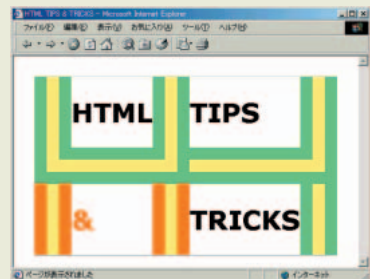 HTML TIPS & TRICKS - Microsoft Internet Explorer
ファイル(F) 編集(E) 表示(V) お気に入り(A) ツール(T) ヘルプ(H)
HTML TIPS
& TRICKS
ページが表示されました
インターネット